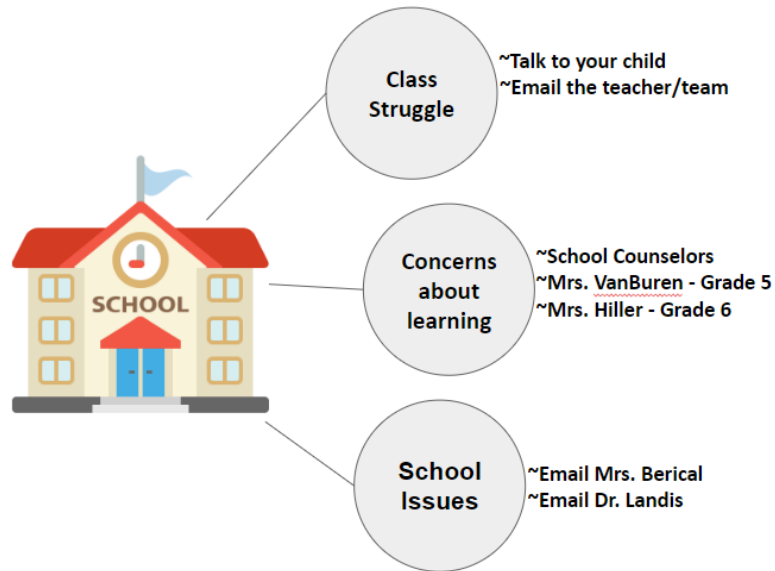 Class
Struggle
~Talk to your child
~Email the teacher/team
SCHOOL
Concerns
about
learning
~School Counselors
~Mrs. VanBuren - Grade 5
~Mrs. Hiller - Grade 6
School
Issues
~Email Mrs. Berical
~Email Dr. Landis